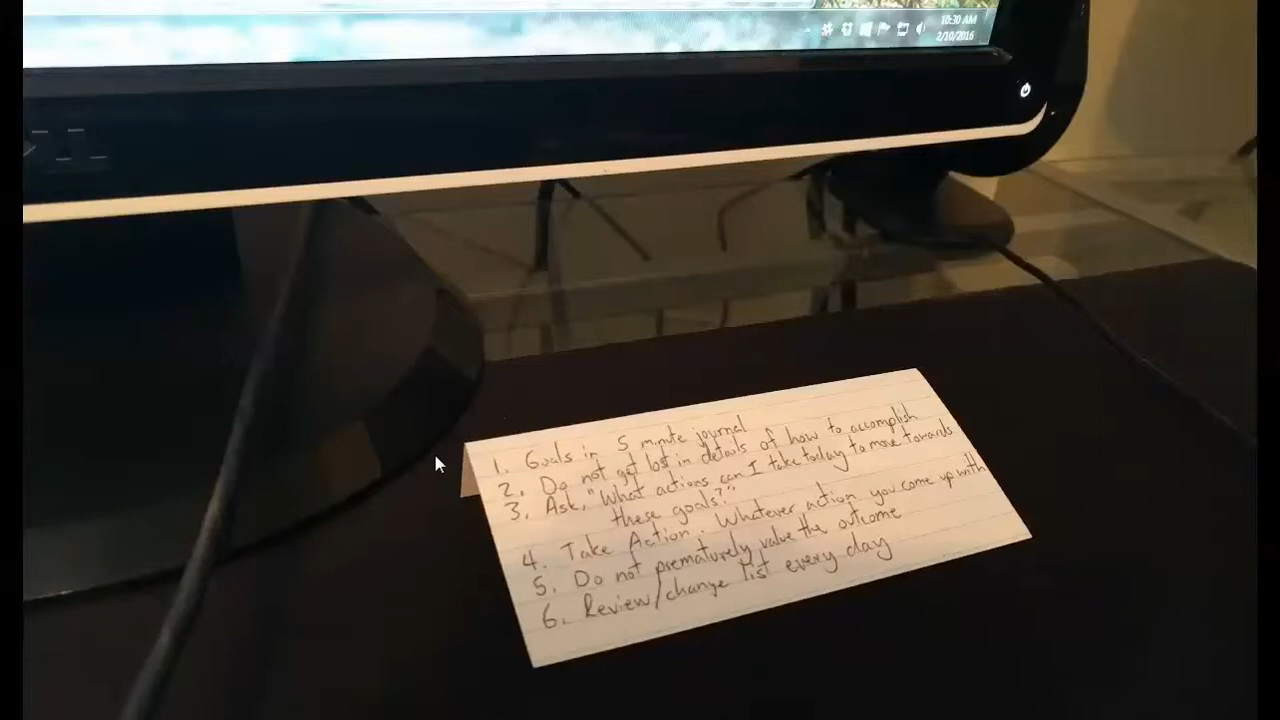 10:30 AM
2/10/2016
1. Goals in 5 minute journal
2. Do not get lost in details of how to accomplish
3. Ask, "What actions can I take today to move towards
these goals?"
4. Take Action. Whatever action you come up with
5. Do not prematurely value the outcome
6. Review/change list every day